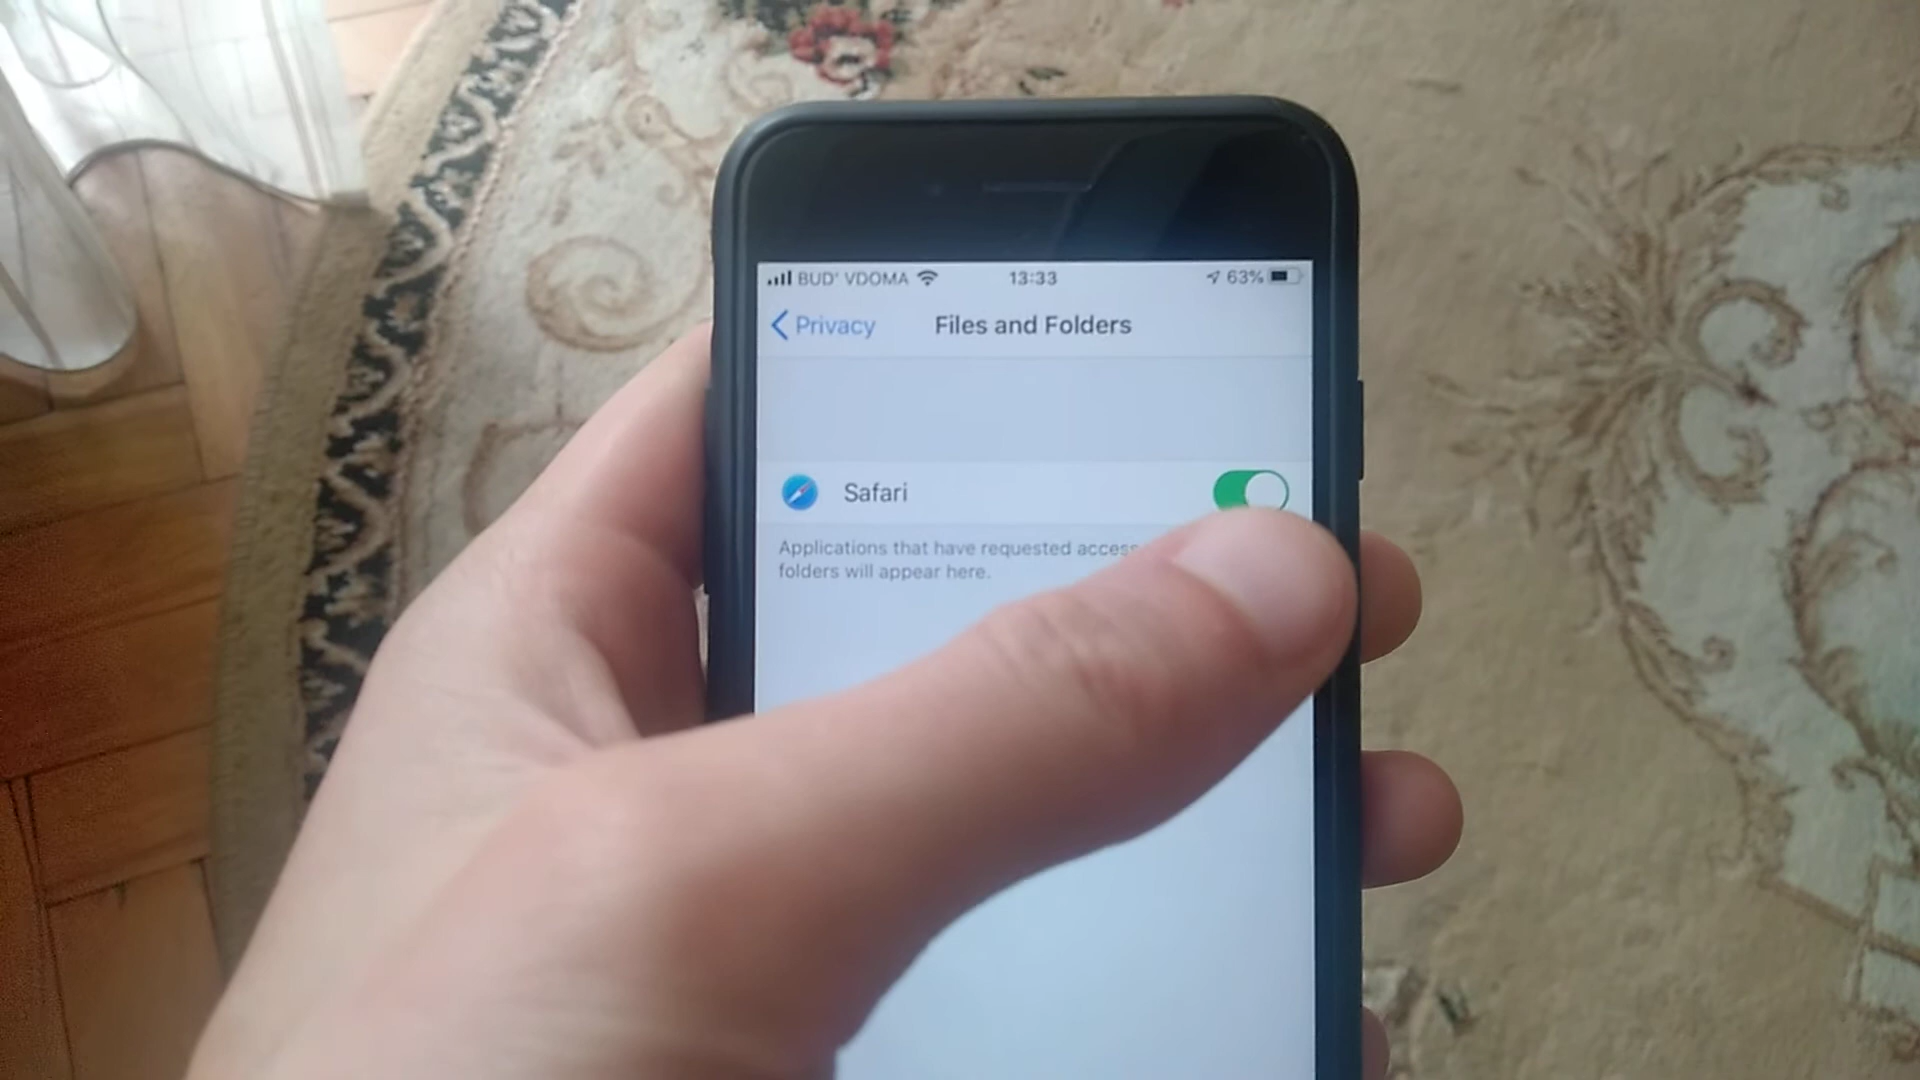 BUD' VDOMA 13:33 63%
Privacy Files and Folders
Safari
Applications that have requested access
folders will appear here.